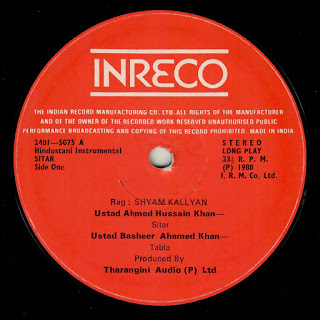 INRECO
THE INDIAN RECORD MANUFACTURING CO. LTD. ALL RIGHTS OF THE MANUFACTURER
AND OF THE OWNER OF THE RECORDED WORK RESERVED UNAUTHORISED PUBLIC
PERFORMANCE BROADCASTING AND COPYING OF THIS RECORD PROHIBITED. MADE IN INDIA
2401—5075 A
Hindustani Instrumental
SITAR
Side One
STEREO
LONG PLAY
33⅓ R. P. M.
(P) 1980
I. R. M. Co. Ltd.
Rag : SHYAM KALLYAN
Ustad Ahmed Hussain Khan—
Sitar
Ustad Basheer Ahamed Khan—
Tabla
Produced By
Tharangini Audio (P) Ltd